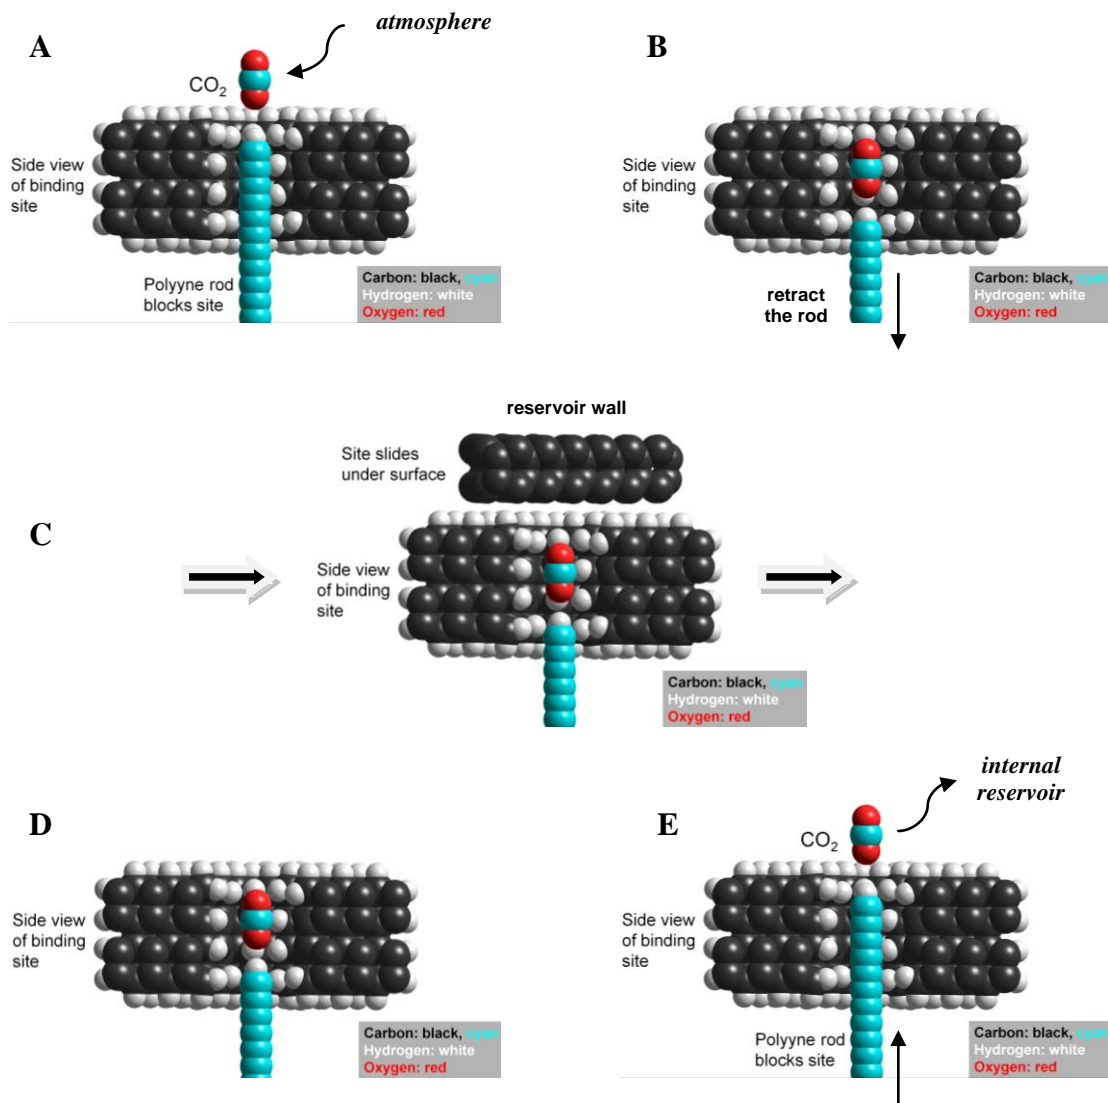 A
atmosphere
CO2
Side view
of binding
site
Polyyne rod
blocks site
Carbon: black, cyan
Hydrogen: white
Oxygen: red
B
Side view
of binding
site
retract
the rod
Carbon: black, cyan
Hydrogen: white
Oxygen: red
reservoir wall
Site slides
under surface
C
Side view
of binding
site
Carbon: black, cyan
Hydrogen: white
Oxygen: red
D
Side view
of binding
site
Carbon: black, cyan
Hydrogen: white
Oxygen: red
E
internal
reservoir
CO2
Side view
of binding
site
Polyyne rod
blocks site
Carbon: black, cyan
Hydrogen: white
Oxygen: red